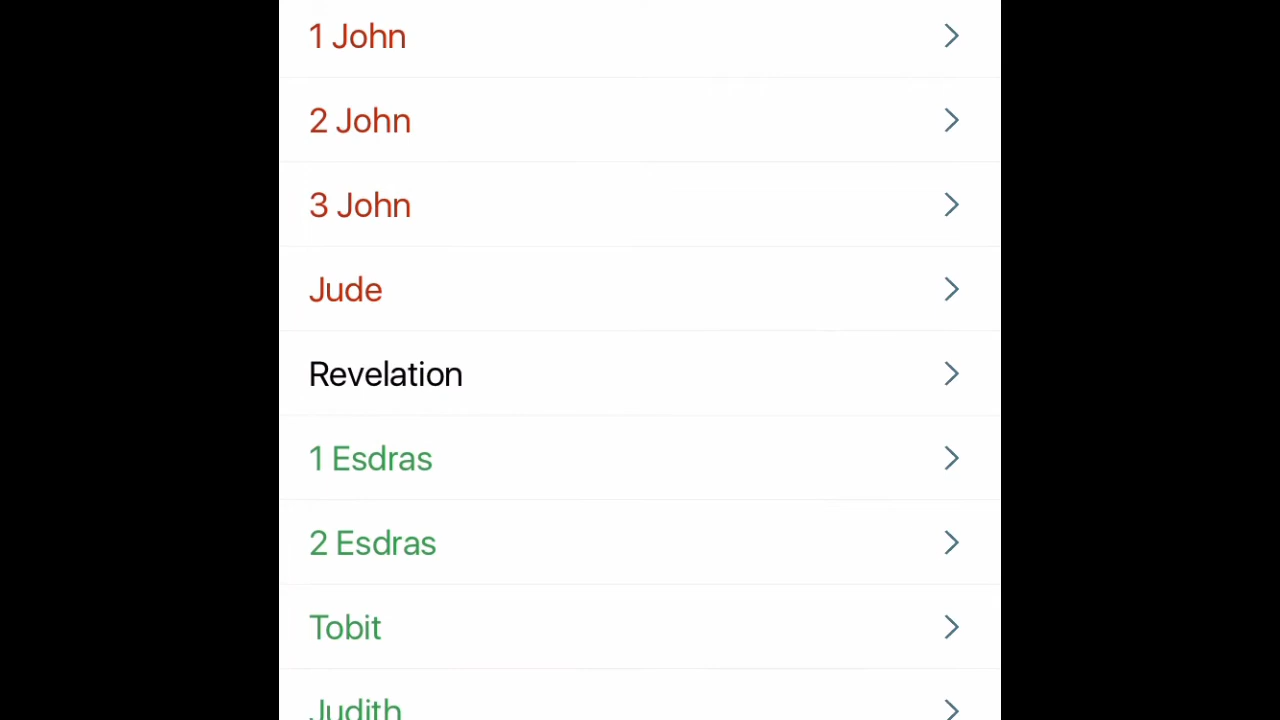 1 John
2 John
3 John
Jude
Revelation
1 Esdras
2 Esdras
Tobit
Judith